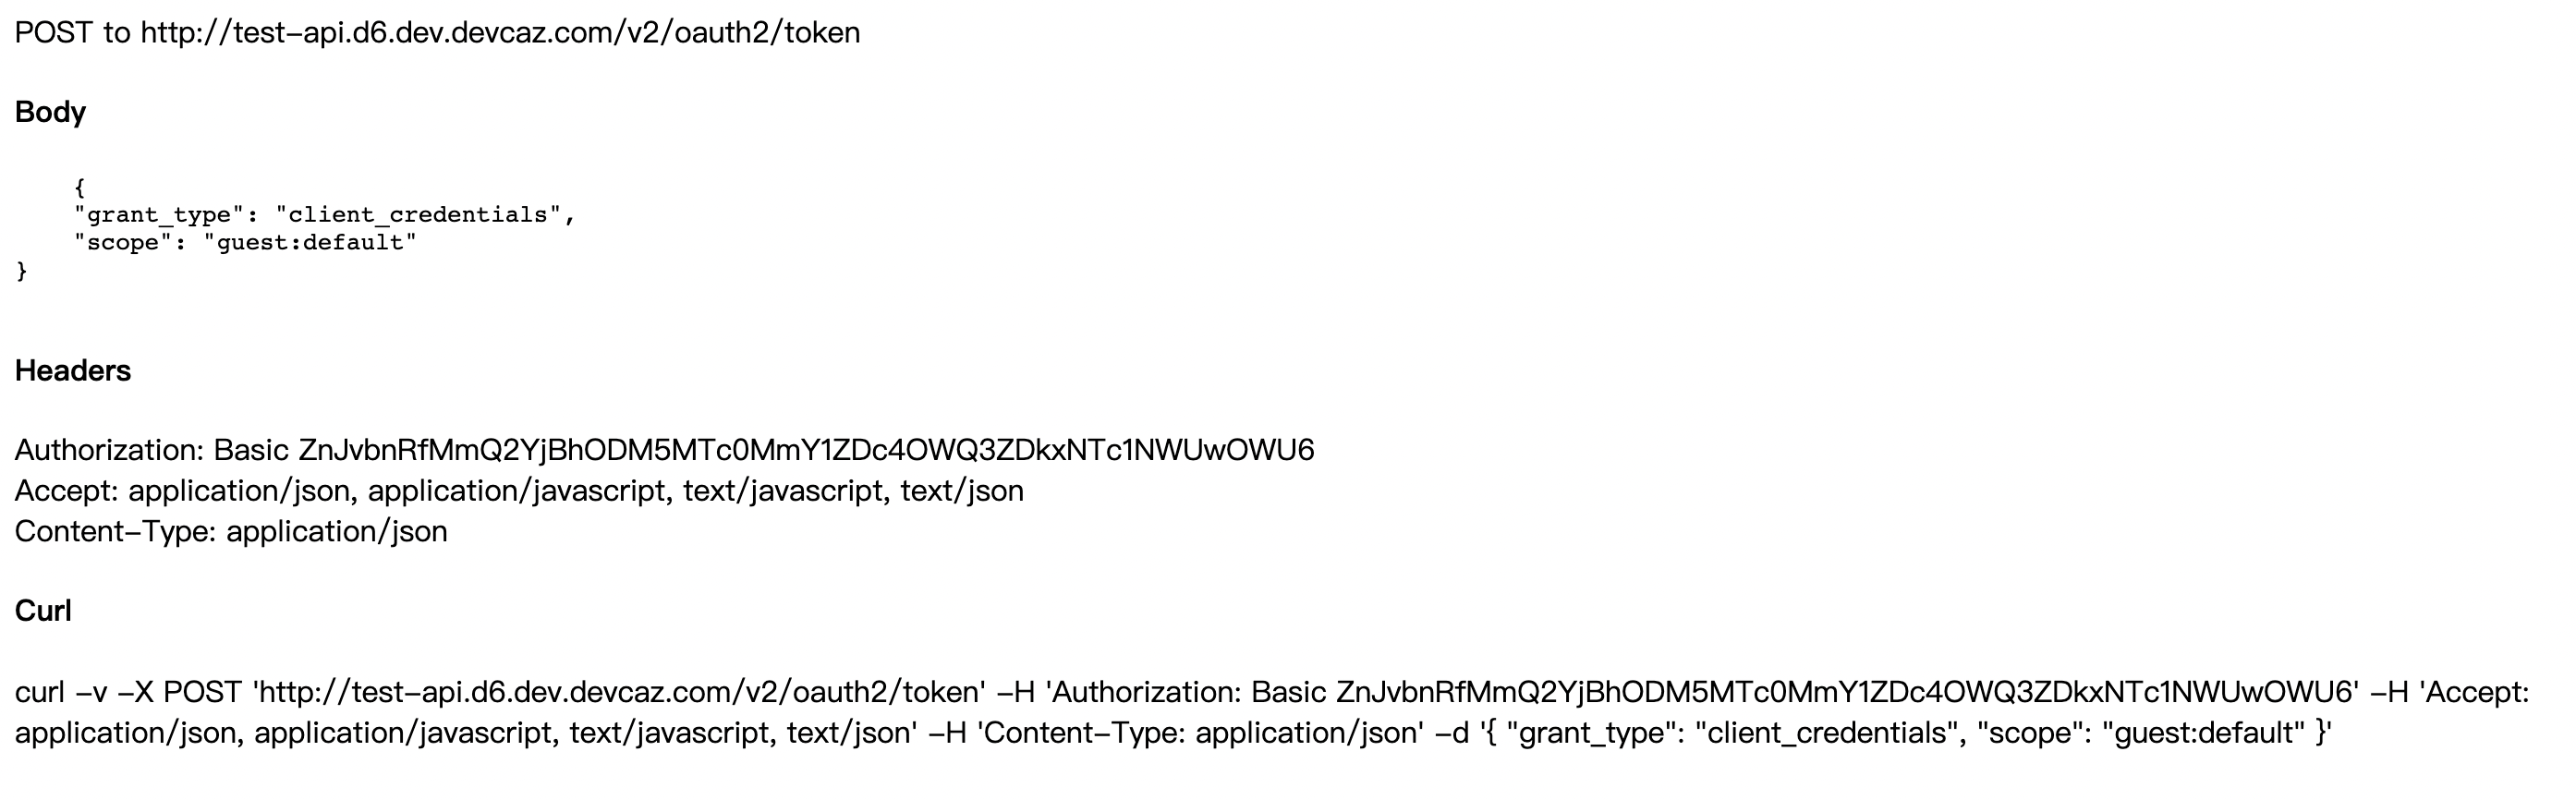 POST to http://test-api.d6.dev.devcaz.com/v2/oauth2/token
Body
{
"grant_type": "client_credentials",
"scope": "guest:default"
}
Headers
Authorization: Basic ZnJvbnRfMmQ2YjBhODM5MTc0MmY1ZDc4OWQ3ZDkxNTc1NWUwOWU6
Accept: application/json, application/javascript, text/javascript, text/json
Content-Type: application/json
Curl
curl -v -X POST 'http://test-api.d6.dev.devcaz.com/v2/oauth2/token' -H 'Authorization: Basic ZnJvbnRfMmQ2YjBhODM5MTc0MmY1ZDc4OWQ3ZDkxNTc1NWUwOWU6' -H 'Accept:
application/json, application/javascript, text/javascript, text/json' -H 'Content-Type: application/json' -d '{ "grant_type": "client_credentials", "scope": "guest:default" }'